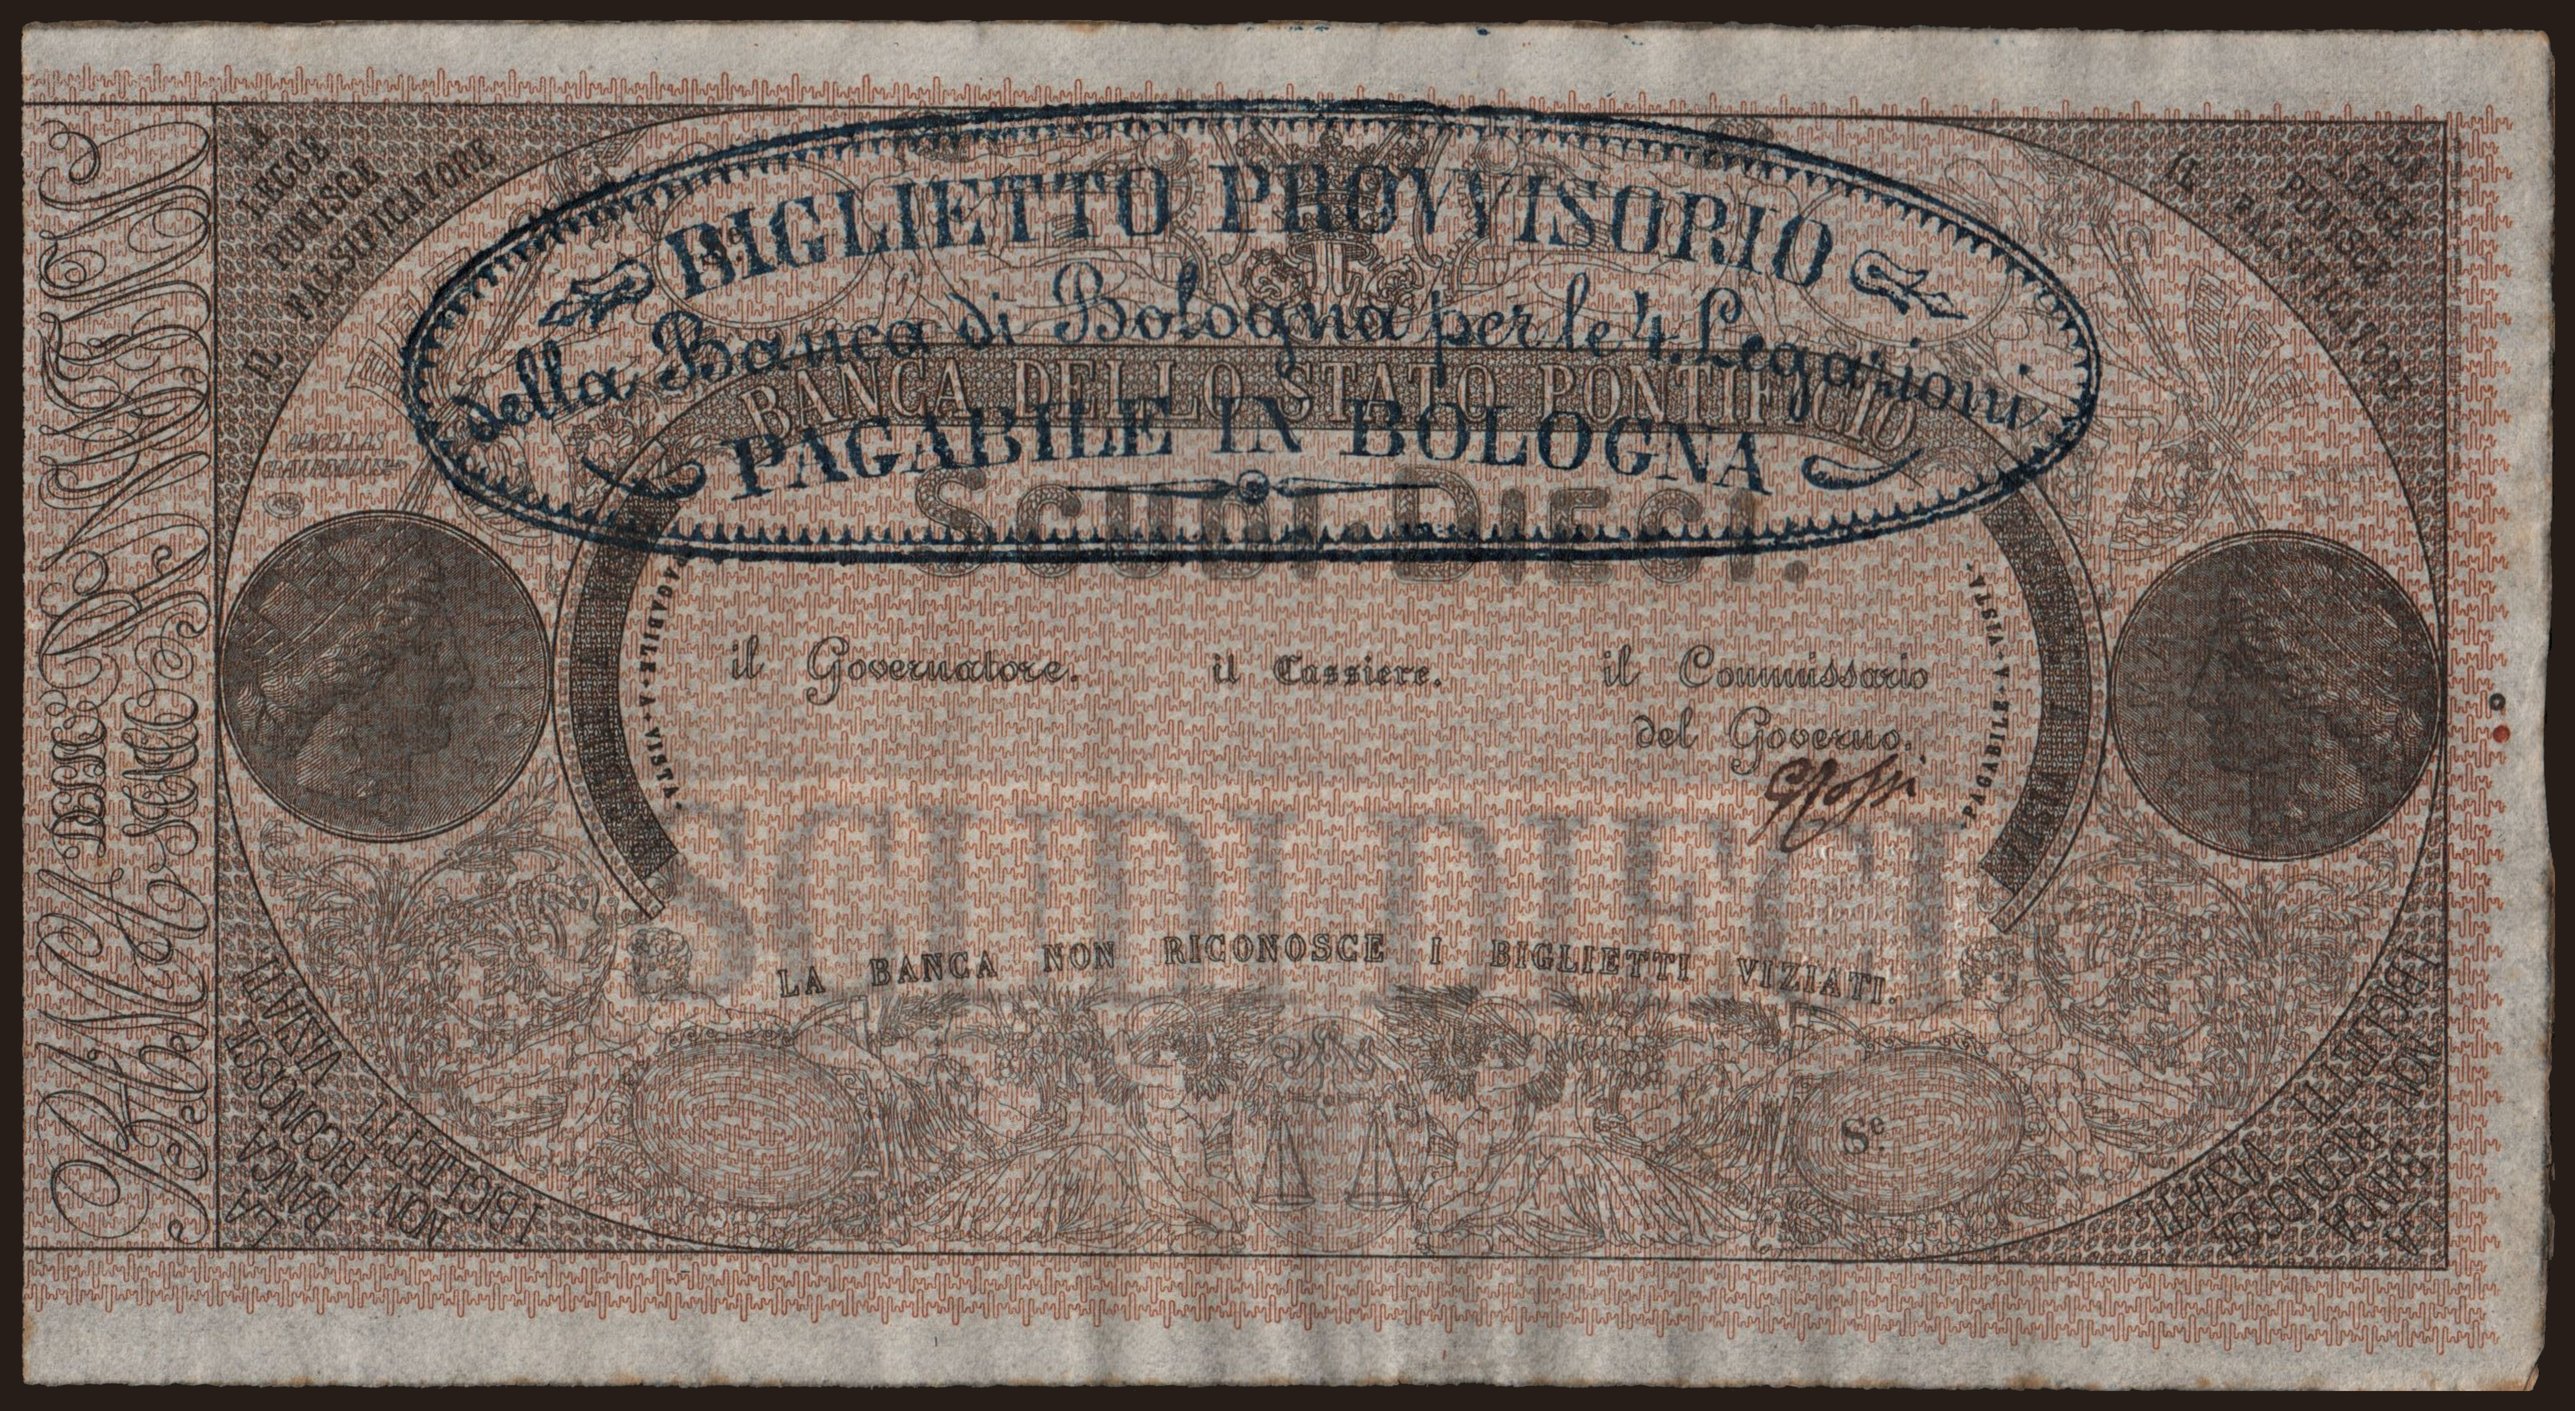 LA
LEGGE
PUNISCE
IL FALSIFICATORE
LA
LEGGE
PUNISCE
IL FALSIFICATORE
BIGLIETTO PROVVISORIO
della Banca di Bologna per le 4. Legazioni
BANCA DELLO STATO PONTIFICIO
PAGABILE IN BOLOGNA
SCUDI DIECI.
PAGABILE·A·VISTA·
·PAGABILE·A·VISTA·
il Governatore.
il Cassiere.
il Commissario
del Governo.
SCUDI DIECI
LA BANCA NON RICONOSCE I BIGLIETTI VIZIATI.
Se.
LA
BANCA
NON RICONOSCE
I BIGLIETTI
VIZIATI
LA
BANCA
NON RICONOSCE
I BIGLIETTI
VIZIATI